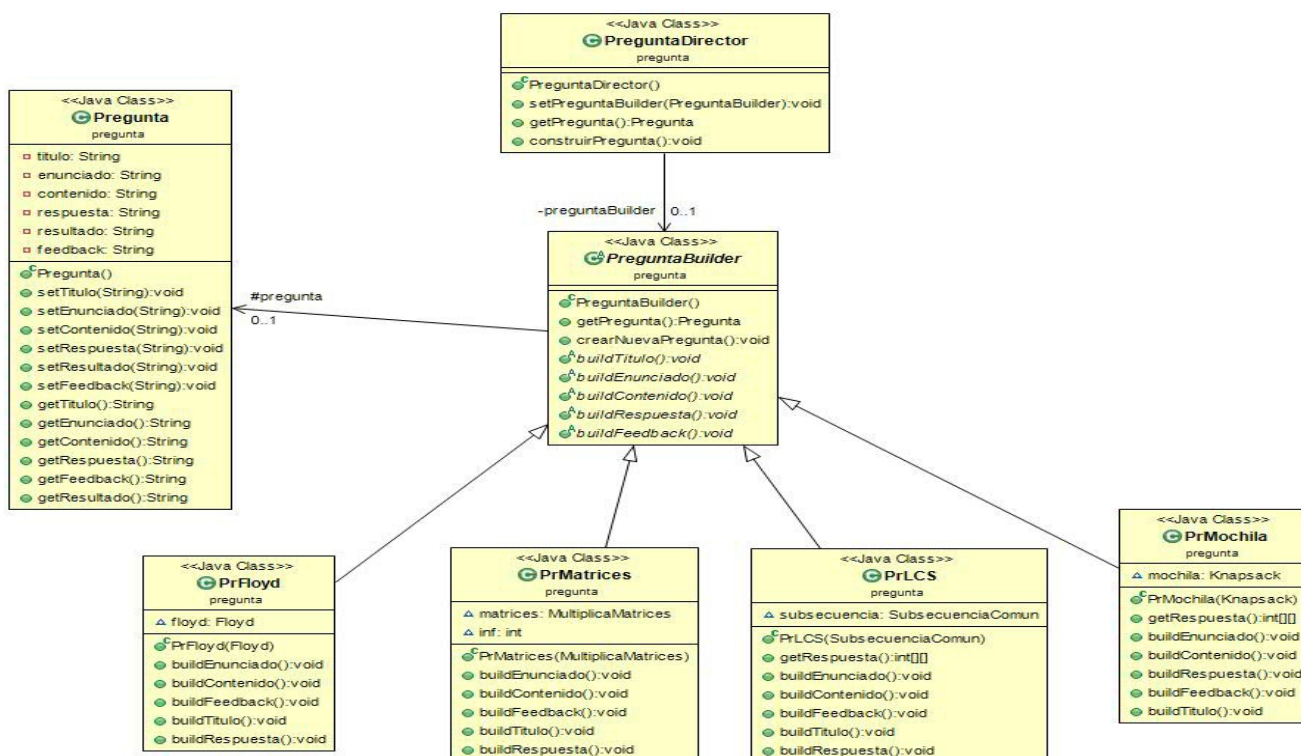 <<Java Class>>
PreguntaDirector
pregunta
PreguntaDirector()
setPreguntaBuilder(PreguntaBuilder):void
getPregunta():Pregunta
construirPregunta():void
<<Java Class>>
Pregunta
pregunta
titulo: String
enunciado: String
contenido: String
respuesta: String
resultado: String
feedback: String
Pregunta()
setTitulo(String):void
setEnunciado(String):void
setContenido(String):void
setRespuesta(String):void
setResultado(String):void
setFeedback(String):void
getTitulo():String
getEnunciado():String
getContenido():String
getRespuesta():String
getFeedback():String
getResultado():String
-preguntaBuilder 0..1
#pregunta
0..1
<<Java Class>>
PreguntaBuilder
pregunta
PreguntaBuilder()
getPregunta():Pregunta
crearNuevaPregunta():void
buildTitulo():void
buildEnunciado():void
buildContenido():void
buildRespuesta():void
buildFeedback():void
<<Java Class>>
PrFloyd
pregunta
floyd: Floyd
PrFloyd(Floyd)
buildEnunciado():void
buildContenido():void
buildFeedback():void
buildTitulo():void
buildRespuesta():void
<<Java Class>>
PrMatrices
pregunta
matrices: MultiplicaMatrices
inf: int
PrMatrices(MultiplicaMatrices)
buildEnunciado():void
buildContenido():void
buildFeedback():void
buildTitulo():void
buildRespuesta():void
<<Java Class>>
PrLCS
pregunta
subsecuencia: SubsecuenciaComun
PrLCS(SubsecuenciaComun)
getRespuesta():int[][]
buildEnunciado():void
buildContenido():void
buildFeedback():void
buildTitulo():void
buildRespuesta():void
<<Java Class>>
PrMochila
pregunta
mochila: Knapsack
PrMochila(Knapsack)
getRespuesta():int[][]
buildEnunciado():void
buildContenido():void
buildRespuesta():void
buildFeedback():void
buildTitulo():void